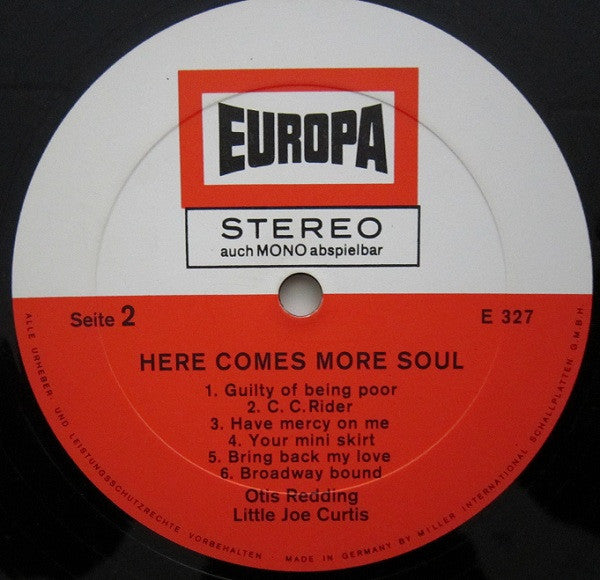 EUROPA
STEREO
auch MONO abspielbar
Seite 2
E 327
HERE COMES MORE SOUL
1. Guilty of being poor
2. C. C. Rider
3. Have mercy on me
4. Your mini skirt
5. Bring back my love
6. Broadway bound
Otis Redding
Little Joe Curtis
ALLE URHEBER- UND LEISTUNGSSCHUTZRECHTE VORBEHALTEN. MADE IN GERMANY BY MILLER INTERNATIONAL SCHALLPLATTEN G.M.B.H.